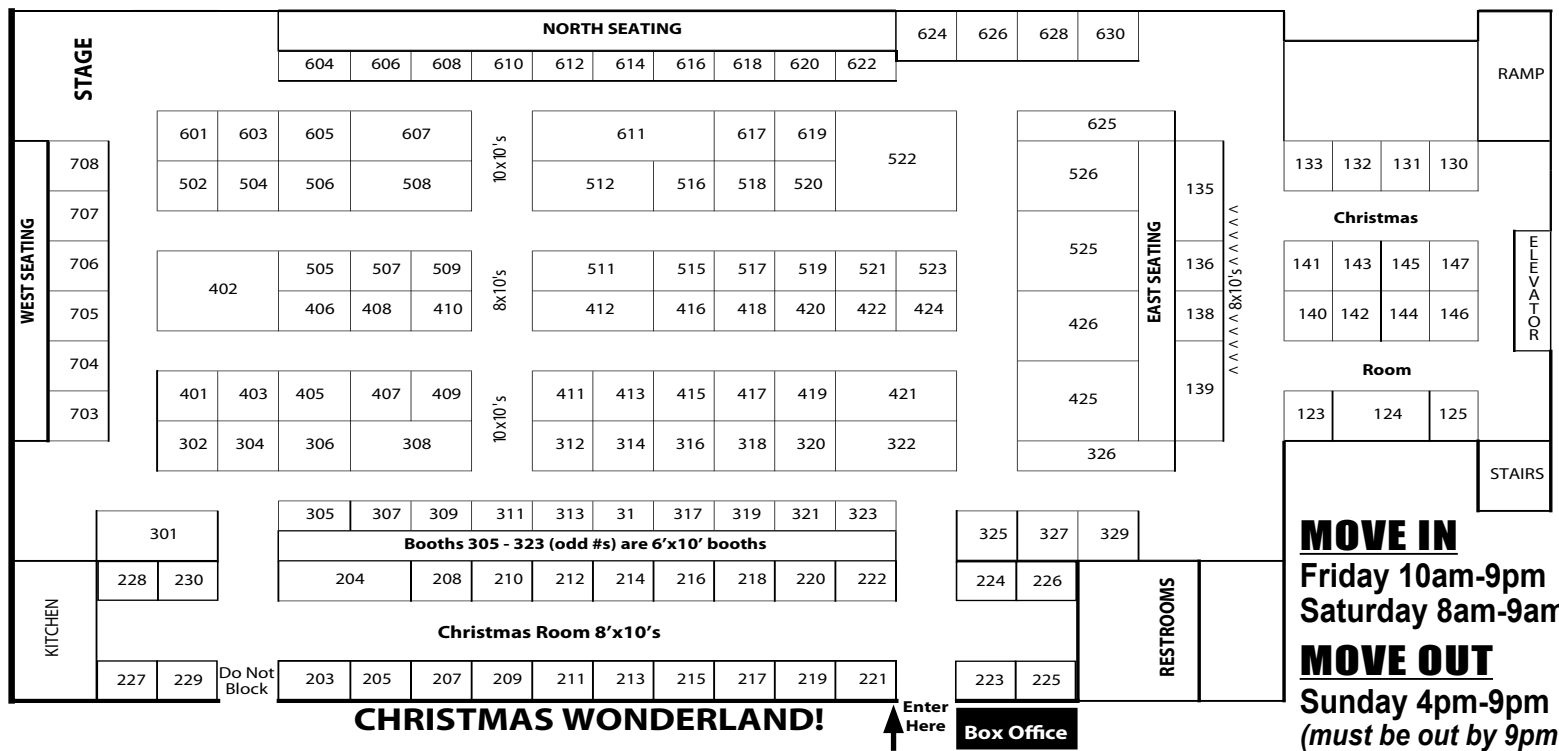 NORTH SEATING
624 626 628 630
STAGE
604 606 608 610 612 614 616 618 620 622
RAMP
601 603 605 607 10x10's 611 617 619 522 625
708
502 504 506 508 512 516 518 520 526 135 133 132 131 130
707
WEST SEATING
Christmas
706 402 505 507 509 8x10's 511 515 517 519 521 523 525 EAST SEATING 136 < < < < < < < 8x10's < < < < < < < 141 143 145 147 ELEVATOR
705 406 408 410 412 416 418 420 422 424 426 138 140 142 144 146
704
Room
401 403 405 407 409 10x10's 411 413 415 417 419 421 425 139
703 123 124 125
302 304 306 308 312 314 316 318 320 322 326
STAIRS
305 307 309 311 313 31 317 319 321 323
301 325 327 329
Booths 305 - 323 (odd #s) are 6'x10' booths
KITCHEN
228 230 204 208 210 212 214 216 218 220 222 224 226
RESTROOMS
Christmas Room 8'x10's
227 229 Do Not
Block
203 205 207 209 211 213 215 217 219 221 223 225
CHRISTMAS WONDERLAND!
Enter
Here
Box Office
MOVE IN
Friday 10am-9pm
Saturday 8am-9am
MOVE OUT
Sunday 4pm-9pm
(must be out by 9pm